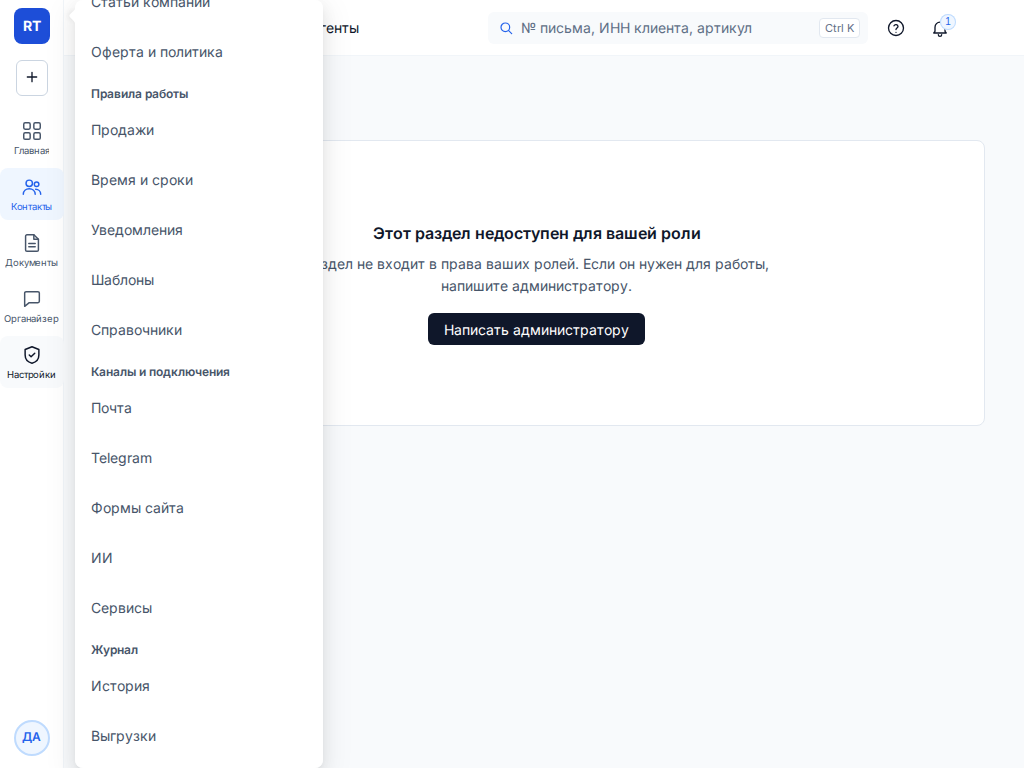 RT
Главная
Контакты
Документы
Органайзер
Настройки
ДА
Статьи компании
Оферта и политика
Правила работы
Продажи
Время и сроки
Уведомления
Шаблоны
Справочники
Каналы и подключения
Почта
Telegram
Формы сайта
ИИ
Сервисы
Журнал
История
Выгрузки
№ письма, ИНН клиента, артикул
Ctrl K
1
Этот раздел недоступен для вашей роли
не входит в права ваших ролей. Если он нужен для работы,
напишите администратору.
Написать администратору